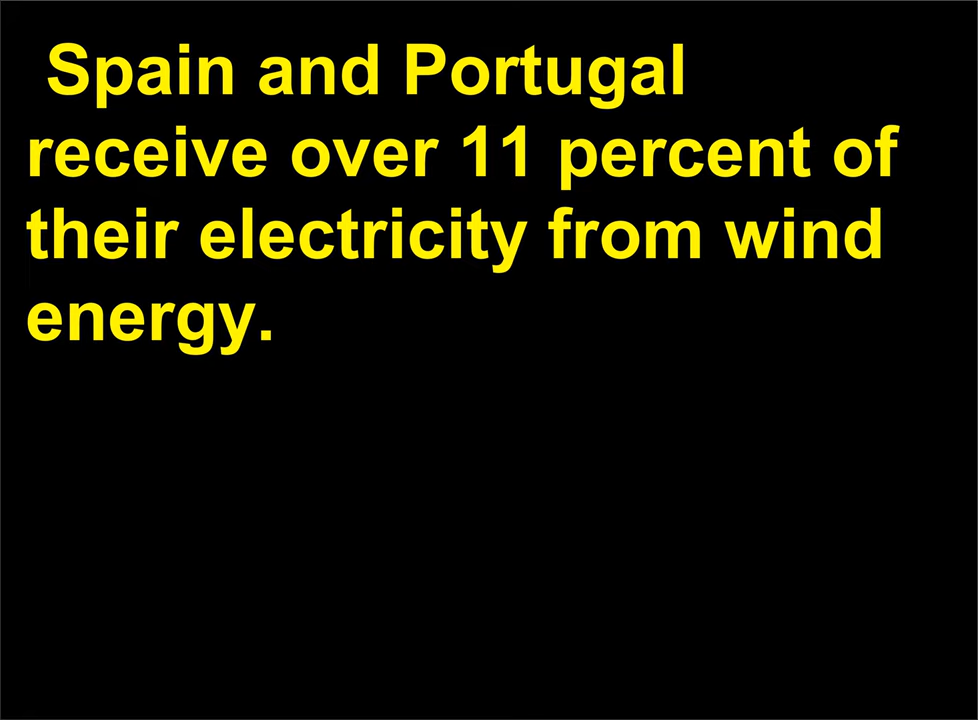 Spain and Portugal
receive over 11 percent of
their electricity from wind
energy.